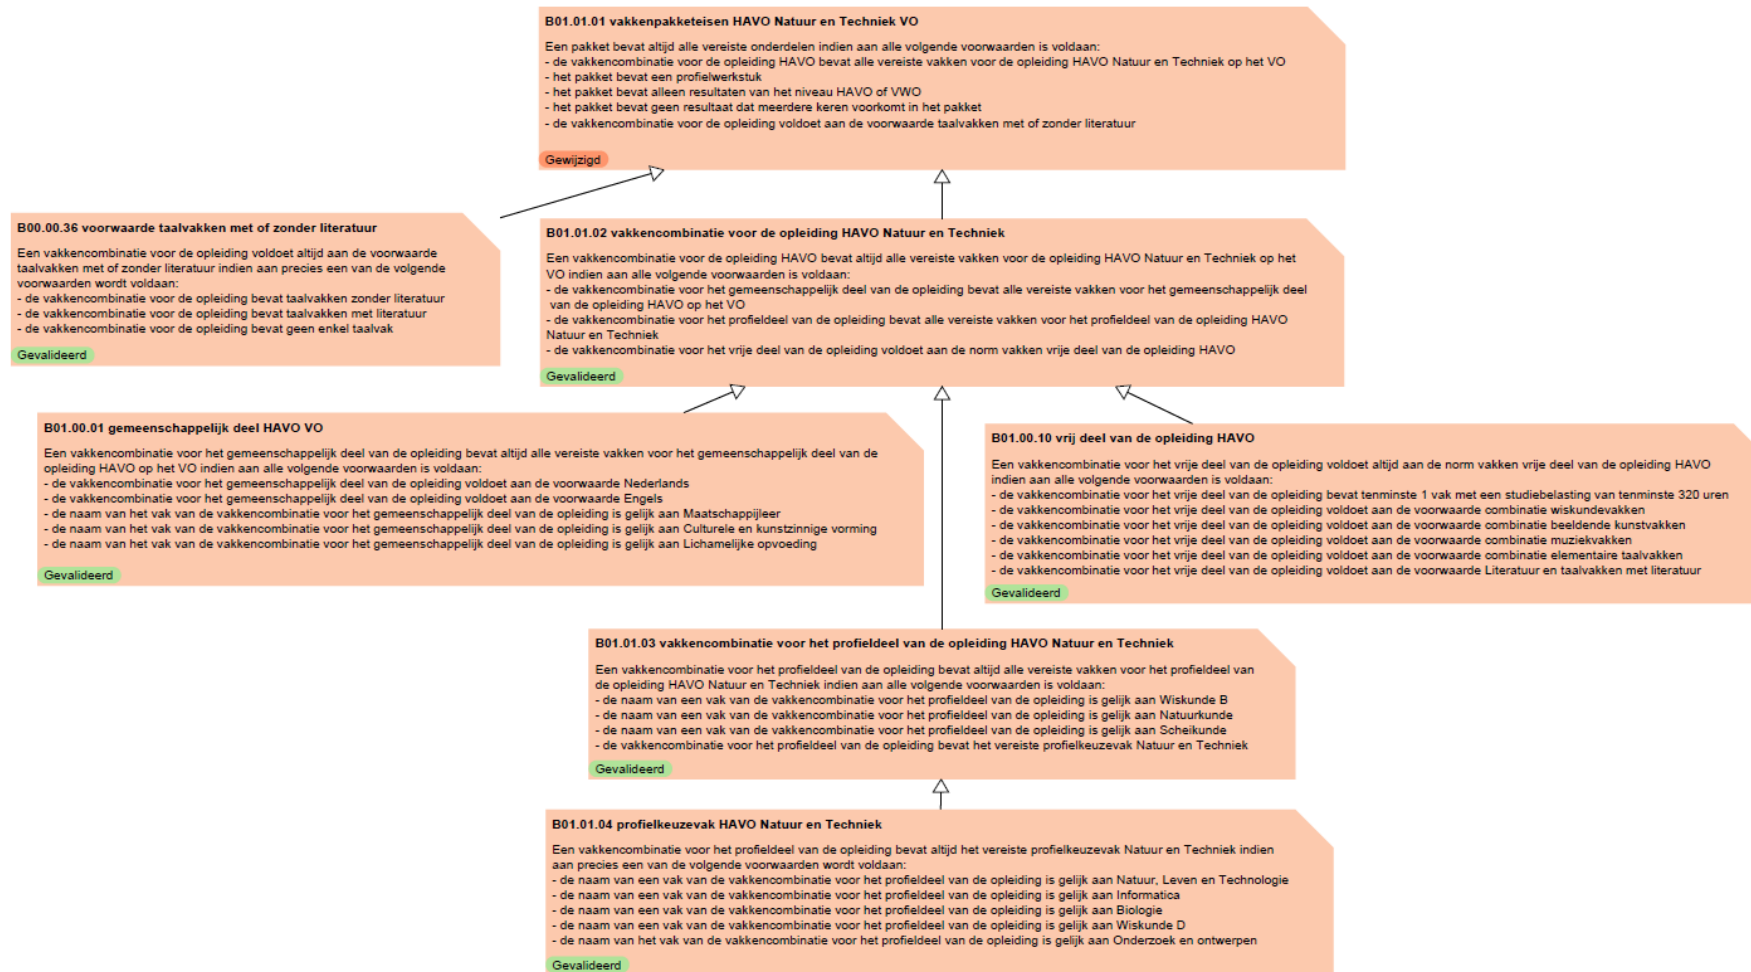 B01.01.01 vakkenpakketeisen HAVO Natuur en Techniek VO
Een pakket bevat altijd alle vereiste onderdelen indien aan alle volgende voorwaarden is voldaan:
- de vakkencombinatie voor de opleiding HAVO bevat alle vereiste vakken voor de opleiding HAVO Natuur en Techniek op het VO
- het pakket bevat een profielwerkstuk
- het pakket bevat alleen resultaten van het niveau HAVO of VWO
- het pakket bevat geen resultaat dat meerdere keren voorkomt in het pakket
- de vakkencombinatie voor de opleiding voldoet aan de voorwaarde taalvakken met of zonder literatuur
Gewijzigd
B00.00.36 voorwaarde taalvakken met of zonder literatuur
Een vakkencombinatie voor de opleiding voldoet altijd aan de voorwaarde
taalvakken met of zonder literatuur indien aan precies een van de volgende
voorwaarden wordt voldaan:
- de vakkencombinatie voor de opleiding bevat taalvakken zonder literatuur
- de vakkencombinatie voor de opleiding bevat taalvakken met literatuur
- de vakkencombinatie voor de opleiding bevat geen enkel taalvak
Gevalideerd
B01.01.02 vakkencombinatie voor de opleiding HAVO Natuur en Techniek
Een vakkencombinatie voor de opleiding HAVO bevat altijd alle vereiste vakken voor de opleiding HAVO Natuur en Techniek op het
VO indien aan alle volgende voorwaarden is voldaan:
- de vakkencombinatie voor het gemeenschappelijk deel van de opleiding bevat alle vereiste vakken voor het gemeenschappelijk deel
van de opleiding HAVO op het VO
- de vakkencombinatie voor het profieldeel van de opleiding bevat alle vereiste vakken voor het profieldeel van de opleiding HAVO
Natuur en Techniek
- de vakkencombinatie voor het vrije deel van de opleiding voldoet aan de norm vakken vrije deel van de opleiding HAVO
Gevalideerd
B01.00.01 gemeenschappelijk deel HAVO VO
Een vakkencombinatie voor het gemeenschappelijk deel van de opleiding bevat altijd alle vereiste vakken voor het gemeenschappelijk deel van de
opleiding HAVO op het VO indien aan alle volgende voorwaarden is voldaan:
- de vakkencombinatie voor het gemeenschappelijk deel van de opleiding voldoet aan de voorwaarde Nederlands
- de vakkencombinatie voor het gemeenschappelijk deel van de opleiding voldoet aan de voorwaarde Engels
- de naam van het vak van de vakkencombinatie voor het gemeenschappelijk deel van de opleiding is gelijk aan Maatschappijleer
- de naam van het vak van de vakkencombinatie voor het gemeenschappelijk deel van de opleiding is gelijk aan Culturele en kunstzinnige vorming
- de naam van het vak van de vakkencombinatie voor het gemeenschappelijk deel van de opleiding is gelijk aan Lichamelijke opvoeding
Gevalideerd
B01.00.10 vrij deel van de opleiding HAVO
Een vakkencombinatie voor het vrije deel van de opleiding voldoet altijd aan de norm vakken vrije deel van de opleiding HAVO
indien aan alle volgende voorwaarden is voldaan:
- de vakkencombinatie voor het vrije deel van de opleiding bevat tenminste 1 vak met een studiebelasting van tenminste 320 uren
- de vakkencombinatie voor het vrije deel van de opleiding voldoet aan de voorwaarde combinatie wiskundevakken
- de vakkencombinatie voor het vrije deel van de opleiding voldoet aan de voorwaarde combinatie beeldende kunstvakken
- de vakkencombinatie voor het vrije deel van de opleiding voldoet aan de voorwaarde combinatie muziekvakken
- de vakkencombinatie voor het vrije deel van de opleiding voldoet aan de voorwaarde combinatie elementaire taalvakken
- de vakkencombinatie voor het vrije deel van de opleiding voldoet aan de voorwaarde Literatuur en taalvakken met literatuur
Gevalideerd
B01.01.03 vakkencombinatie voor het profieldeel van de opleiding HAVO Natuur en Techniek
Een vakkencombinatie voor het profieldeel van de opleiding bevat altijd alle vereiste vakken voor het profieldeel van
de opleiding HAVO Natuur en Techniek indien aan alle volgende voorwaarden is voldaan:
- de naam van een vak van de vakkencombinatie voor het profieldeel van de opleiding is gelijk aan Wiskunde B
- de naam van een vak van de vakkencombinatie voor het profieldeel van de opleiding is gelijk aan Natuurkunde
- de naam van een vak van de vakkencombinatie voor het profieldeel van de opleiding is gelijk aan Scheikunde
- de vakkencombinatie voor het profieldeel van de opleiding bevat het vereiste profielkeuzevak Natuur en Techniek
Gevalideerd
B01.01.04 profielkeuzevak HAVO Natuur en Techniek
Een vakkencombinatie voor het profieldeel van de opleiding bevat altijd het vereiste profielkeuzevak Natuur en Techniek indien
aan precies een van de volgende voorwaarden wordt voldaan:
- de naam van een vak van de vakkencombinatie voor het profieldeel van de opleiding is gelijk aan Natuur, Leven en Technologie
- de naam van een vak van de vakkencombinatie voor het profieldeel van de opleiding is gelijk aan Informatica
- de naam van een vak van de vakkencombinatie voor het profieldeel van de opleiding is gelijk aan Biologie
- de naam van een vak van de vakkencombinatie voor het profieldeel van de opleiding is gelijk aan Wiskunde D
- de naam van het vak van de vakkencombinatie voor het profieldeel van de opleiding is gelijk aan Onderzoek en ontwerpen
Gevalideerd